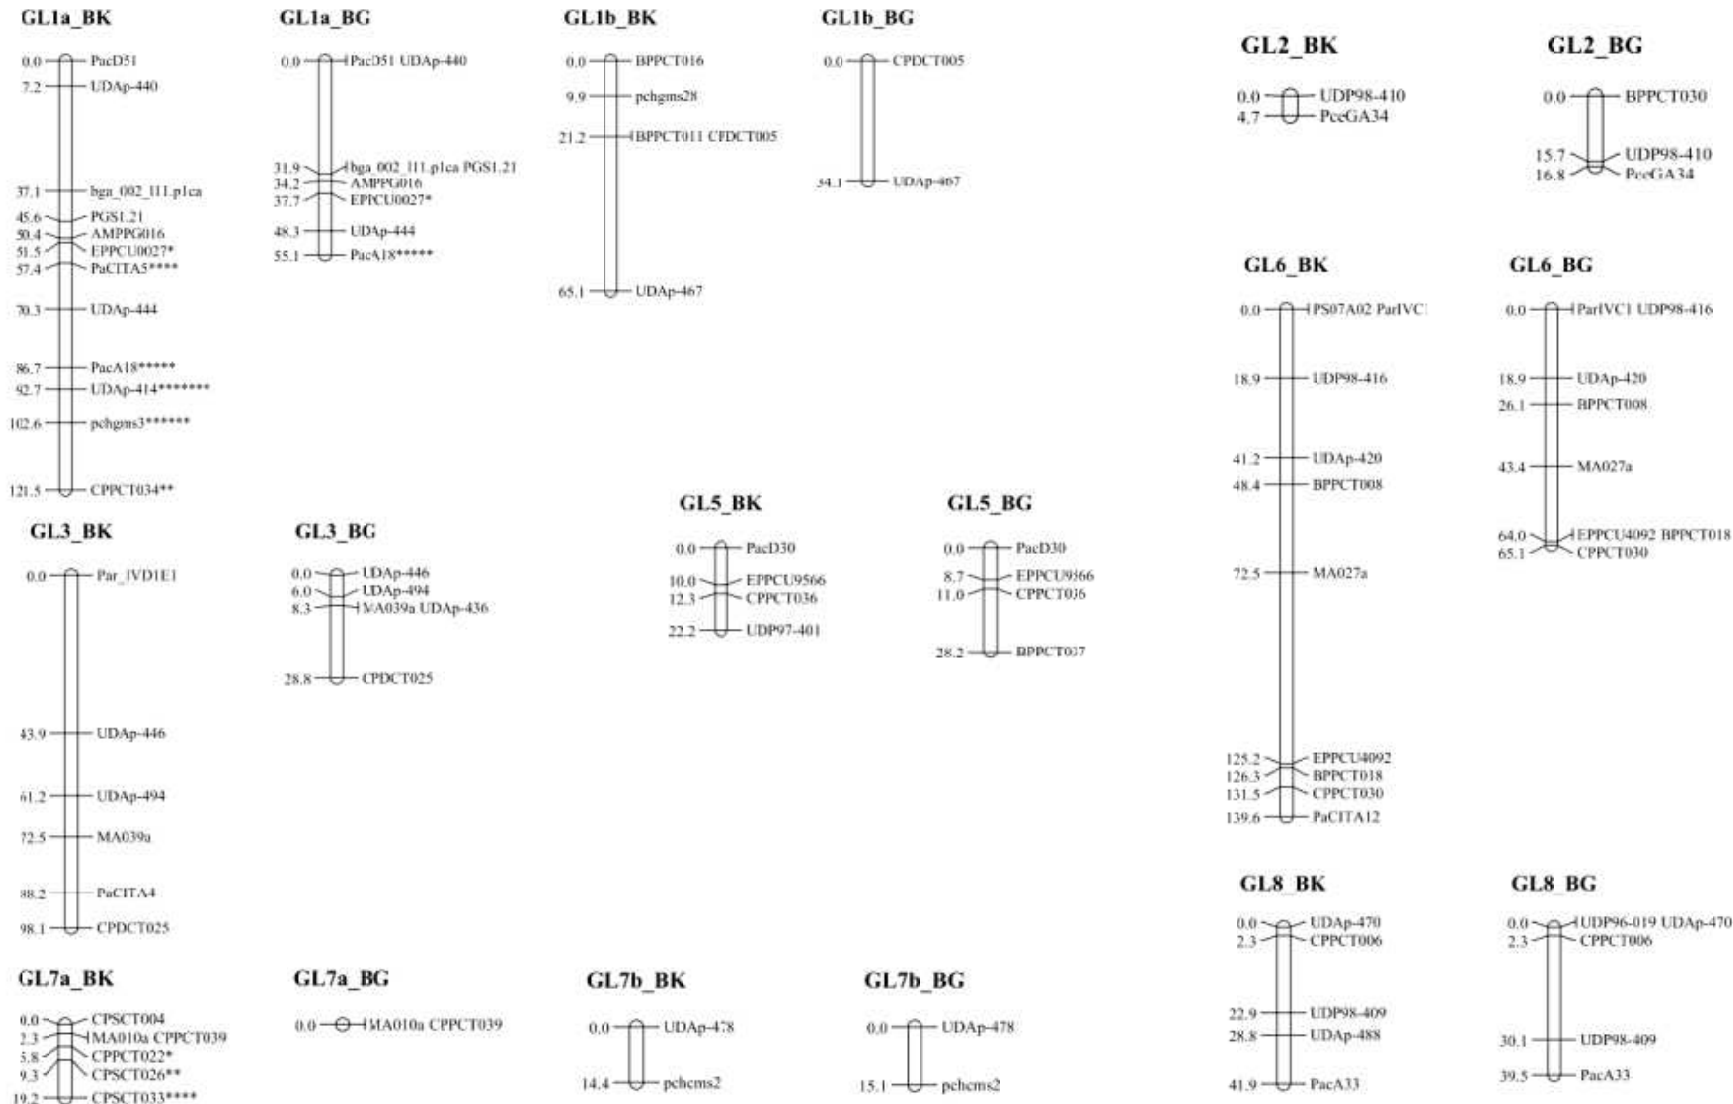 GL1a_BK
0.0 PacD51
7.2 UDAp-440
37.1 bga_002_I11.p1ca
45.6 PGS1.21
50.4 AMPPG016
51.5 EPPCU0027*
57.4 PaCITA5****
70.3 UDAp-444
86.7 PacA18*****
92.7 UDAp-414*******
102.6 pchgms3******
121.5 CPPCT034**
GL1a_BG
0.0 PacD51 UDAp-440
31.9 bga_002_I11.p1ca PGS1.21
34.2 AMPPG016
37.7 EPPCU0027*
48.3 UDAp-444
55.1 PacA18*****
GL1b_BK
0.0 BPPCT016
9.9 pchgms28
21.2 BPPCT011 CPDCT005
65.1 UDAp-467
GL1b_BG
0.0 CPDCT005
34.1 UDAp-467
GL2_BK
0.0 UDP98-410
4.7 PceGA34
GL2_BG
0.0 BPPCT030
15.7 UDP98-410
16.8 PceGA34
GL3_BK
0.0 Par_IVD1E1
43.9 UDAp-446
61.2 UDAp-494
72.5 MA039a
88.2 PaCITA4
98.1 CPDCT025
GL3_BG
0.0 UDAp-446
6.0 UDAp-494
8.3 MA039a UDAp-436
28.8 CPDCT025
GL5_BK
0.0 PacD30
10.0 EPPCU9566
12.3 CPPCT036
22.2 UDP97-401
GL5_BG
0.0 PacD30
8.7 EPPCU9566
11.0 CPPCT036
28.2 BPPCT037
GL6_BK
0.0 PS07A02 ParIVC1
18.9 UDP98-416
41.2 UDAp-420
48.4 BPPCT008
72.5 MA027a
125.2 EPPCU4092
126.3 BPPCT018
131.5 CPPCT030
139.6 PaCITA12
GL6_BG
0.0 ParIVC1 UDP98-416
18.9 UDAp-420
26.1 BPPCT008
43.4 MA027a
64.0 EPPCU4092 BPPCT018
65.1 CPPCT030
GL7a_BK
0.0 CPSCT004
2.3 MA010a CPPCT039
5.8 CPPCT022*
9.3 CPSCT026**
19.2 CPSCT033****
GL7a_BG
0.0 MA010a CPPCT039
GL7b_BK
0.0 UDAp-478
14.4 pchcms2
GL7b_BG
0.0 UDAp-478
15.1 pchcms2
GL8_BK
0.0 UDAp-470
2.3 CPPCT006
22.9 UDP98-409
28.8 UDAp-488
41.9 PacA33
GL8_BG
0.0 UDP96-019 UDAp-470
2.3 CPPCT006
30.1 UDP98-409
39.5 PacA33